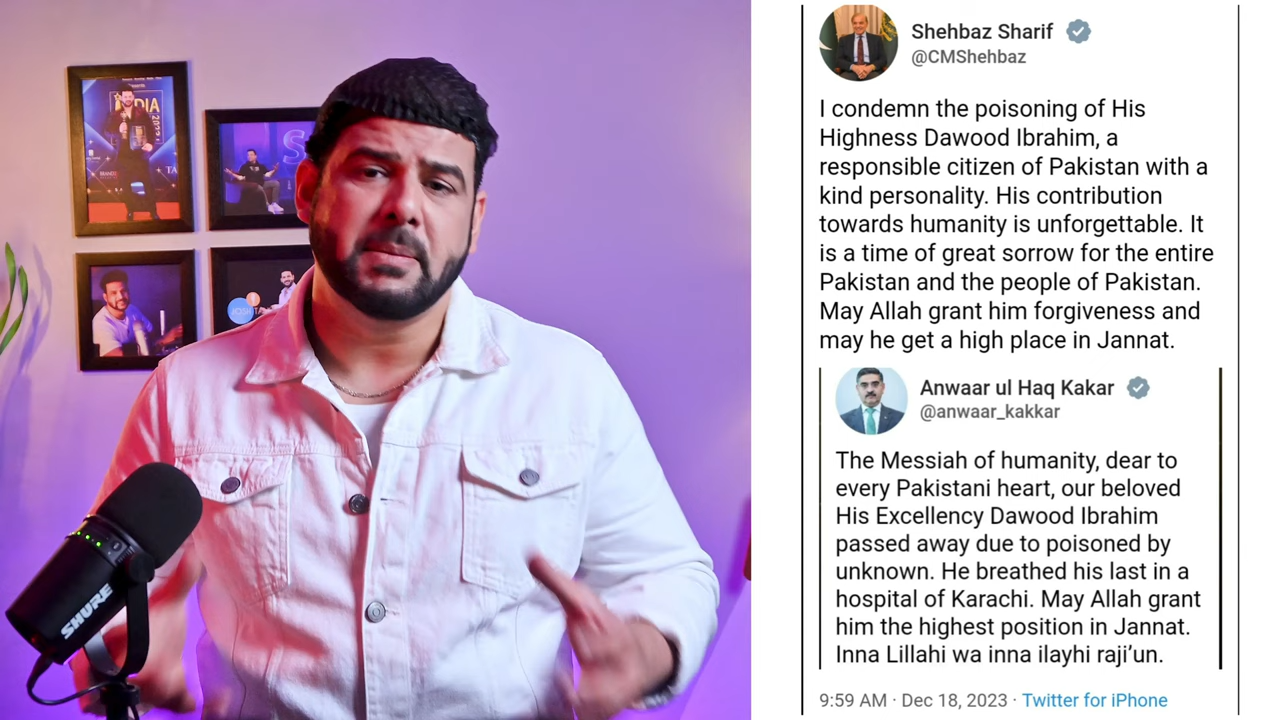 DIA
S
JOSH TA
SHURE
Shehbaz Sharif
@CMShehbaz
I condemn the poisoning of His
Highness Dawood Ibrahim, a
responsible citizen of Pakistan with a
kind personality. His contribution
towards humanity is unforgettable. It
is a time of great sorrow for the entire
Pakistan and the people of Pakistan.
May Allah grant him forgiveness and
may he get a high place in Jannat.
Anwaar ul Haq Kakar
@anwaar_kakkar
The Messiah of humanity, dear to
every Pakistani heart, our beloved
His Excellency Dawood Ibrahim
passed away due to poisoned by
unknown. He breathed his last in a
hospital of Karachi. May Allah grant
him the highest position in Jannat.
Inna Lillahi wa inna ilayhi raji’un.
9:59 AM · Dec 18, 2023 · Twitter for iPhone